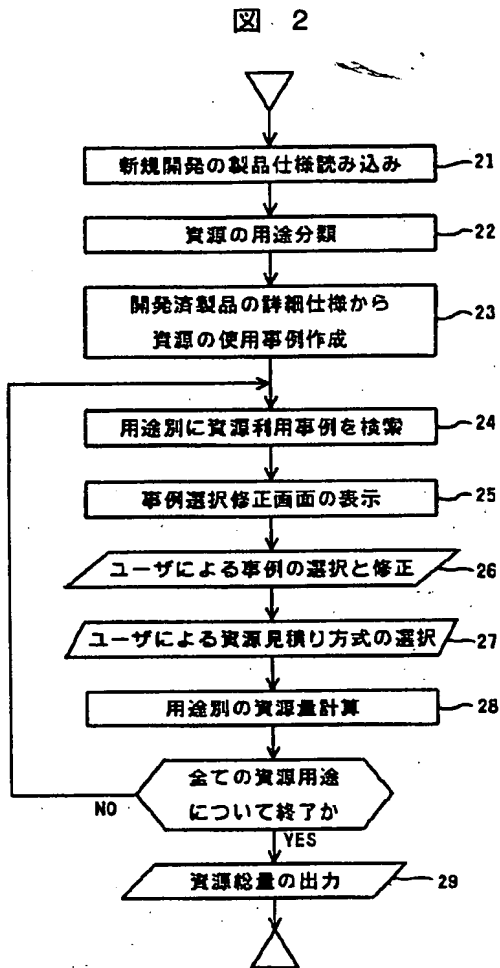 図 2
新規開発の製品仕様読み込み 21
資源の用途分類 22
開発済製品の詳細仕様から
資源の使用事例作成 23
用途別に資源利用事例を検索 24
事例選択修正画面の表示 25
ユーザによる事例の選択と修正 26
ユーザによる資源見積り方式の選択 27
用途別の資源量計算 28
全ての資源用途
について終了か
NO
YES
資源総量の出力 29